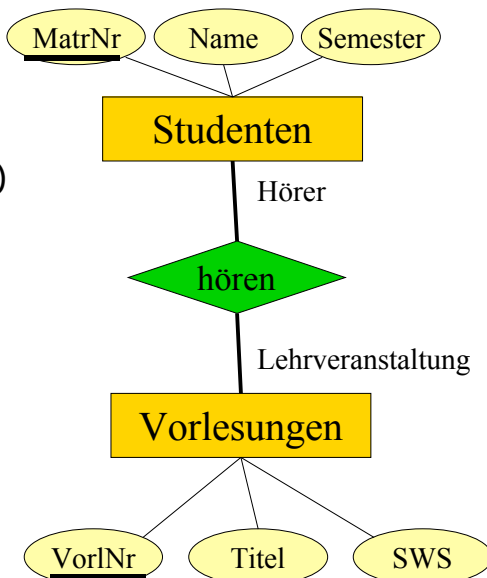 MatrNr Name Semester
Studenten
)
Hörer
hören
Lehrveranstaltung
Vorlesungen
VorlNr Titel SWS